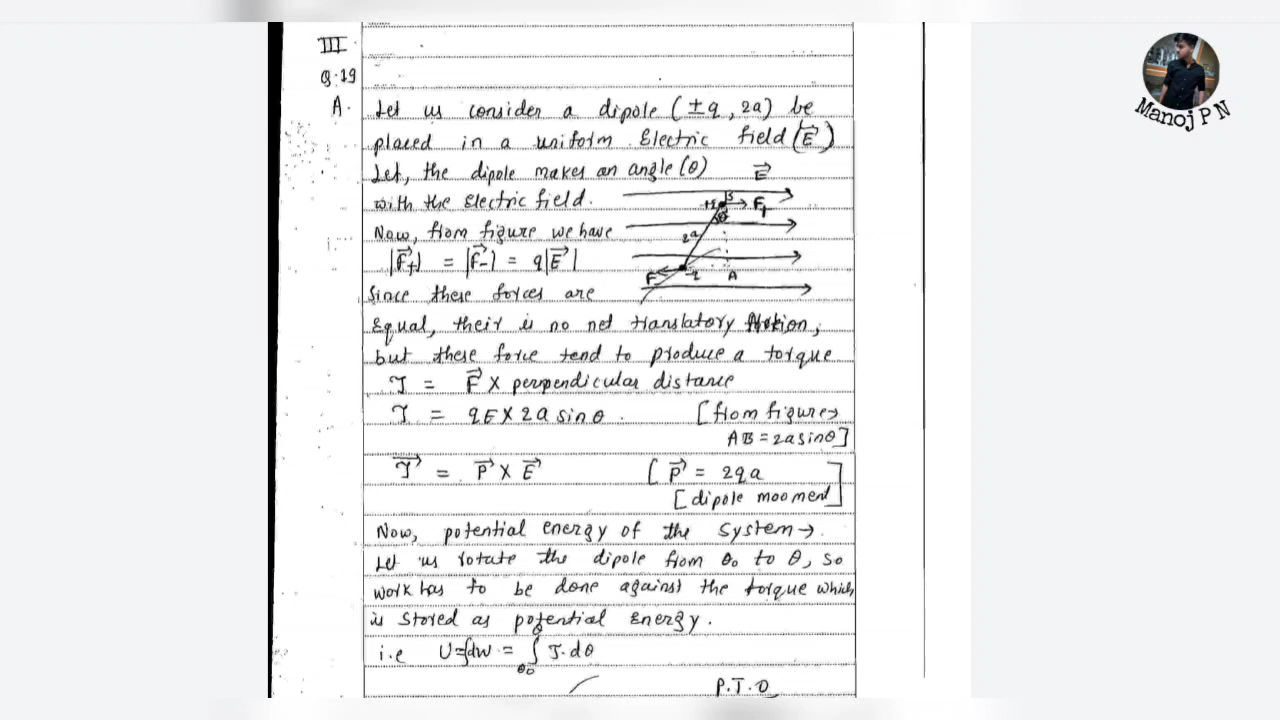 III
Q.19
A. Let us consider a dipole (±q, 2a) be
placed in a uniform Electric field (E⃗)
Let, the dipole makes an angle (θ)
E⃗
with the Electric field.
B
F+
θ
Now, from figure we have
2a
|F⃗+| = |F⃗-| = q|E⃗|
F- -q A
Since these forces are
Equal, their is no net translatory Motion,
but these force tend to produce a torque
τ = F⃗ × perpendicular distance
τ = qE × 2a sinθ. [from figure→
AB = 2a sinθ]
τ⃗ = P⃗ × E⃗ [P⃗ = 2qa
[dipole mooment]
Now, potential energy of the system→
Let us rotate the dipole from θ₀ to θ, so
work has to be done against the torque which
is stored as potential energy.
i.e U=∫dw = ∫θ₀θ τ.dθ
P.T.O
Manoj P N